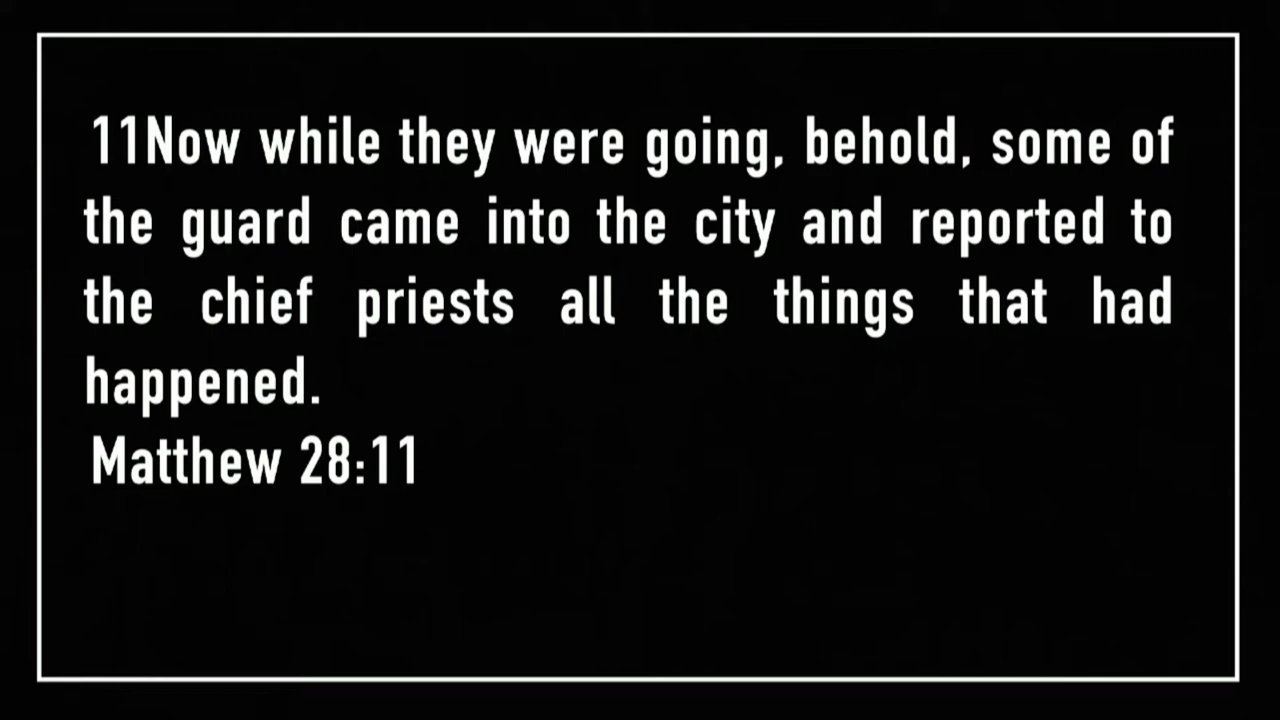 11Now while they were going, behold, some of
the guard came into the city and reported to
the chief priests all the things that had
happened.
Matthew 28:11